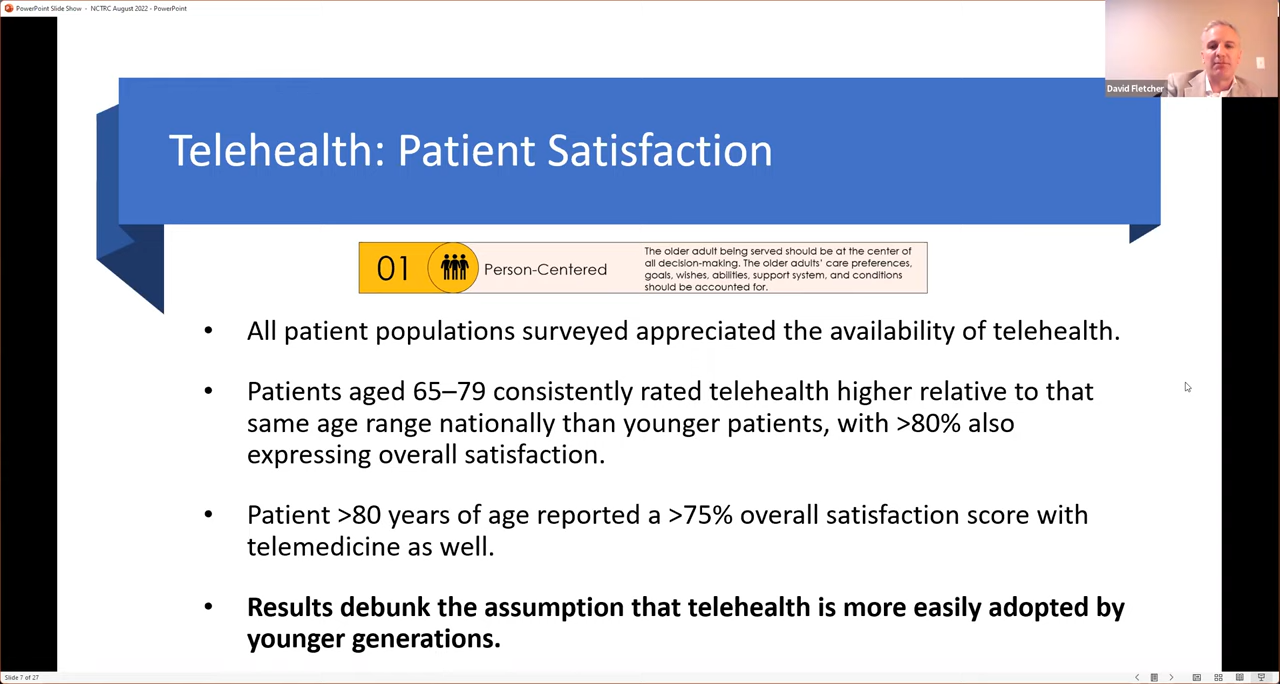 PowerPoint Slide Show - NCTRC August 2022 - PowerPoint
David Fletcher
Telehealth: Patient Satisfaction
01
Person-Centered
The older adult being served should be at the center of
all decision-making. The older adults' care preferences,
goals, wishes, abilities, support system, and conditions
should be accounted for.
• All patient populations surveyed appreciated the availability of telehealth.
• Patients aged 65–79 consistently rated telehealth higher relative to that
same age range nationally than younger patients, with >80% also
expressing overall satisfaction.
• Patient >80 years of age reported a >75% overall satisfaction score with
telemedicine as well.
• Results debunk the assumption that telehealth is more easily adopted by
younger generations.
Slide 7 of 27